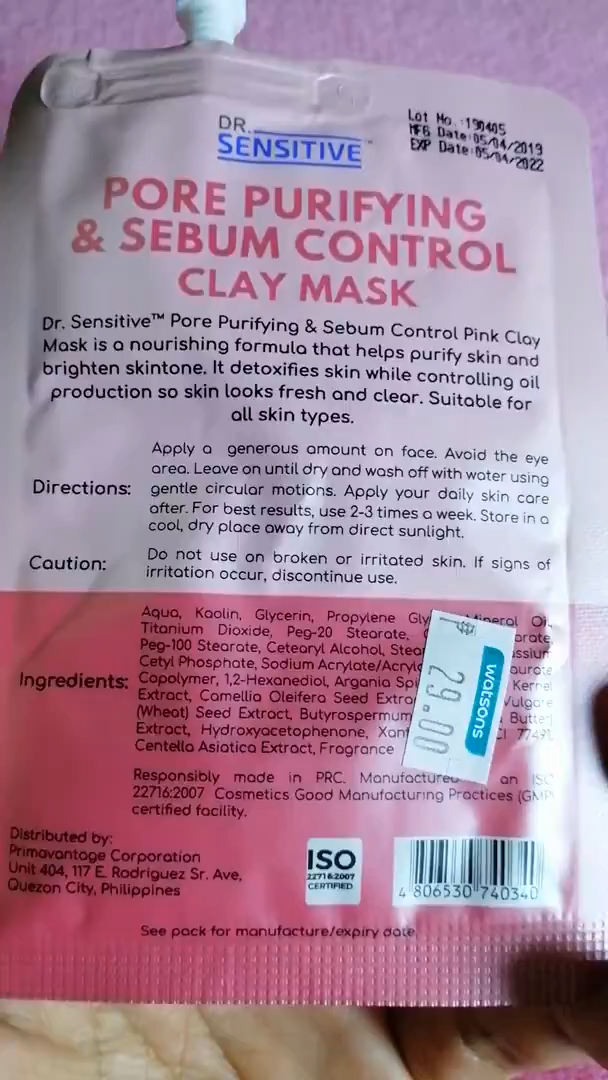 Lot No.:190405
MFG Date:05/04/2019
EXP Date:05/04/2022
DR.
SENSITIVE™
PORE PURIFYING
& SEBUM CONTROL
CLAY MASK
Dr. Sensitive™ Pore Purifying & Sebum Control Pink Clay
Mask is a nourishing formula that helps purify skin and
brighten skintone. It detoxifies skin while controlling oil
production so skin looks fresh and clear. Suitable for
all skin types.
Directions:
Apply a generous amount on face. Avoid the eye
area. Leave on until dry and wash off with water using
gentle circular motions. Apply your daily skin care
after. For best results, use 2-3 times a week. Store in a
cool, dry place away from direct sunlight.
Caution:
Do not use on broken or irritated skin. If signs of
irritation occur, discontinue use.
Ingredients:
Aqua, Kaolin, Glycerin, Propylene Mineral Oil,
Titanium Dioxide, Peg-20 Stearate,
Peg-100 Stearate, Cetearyl Alcohol,
Cetyl Phosphate, Sodium
Copolymer, 1,2-Hexanediol, Argania Kernel
Extract, Camellia Oleifera Seed Vulgare
(Wheat) Seed Extract, Butyrospermum Butter)
Extract, Hydroxyacetophenone, CI 77491,
Centella Asiatica Extract, Fragrance
₱ 29.00
watsons
Responsibly made in PRC. Manufactured an ISO
22716:2007 Cosmetics Good Manufacturing Practices (GMP)
certified facility.
Distributed by:
Primavantage Corporation
Unit 404, 117 E. Rodriguez Sr. Ave,
Quezon City, Philippines
ISO
22716:2007
CERTIFIED
4 806530 740340
See pack for manufacture/expiry date.